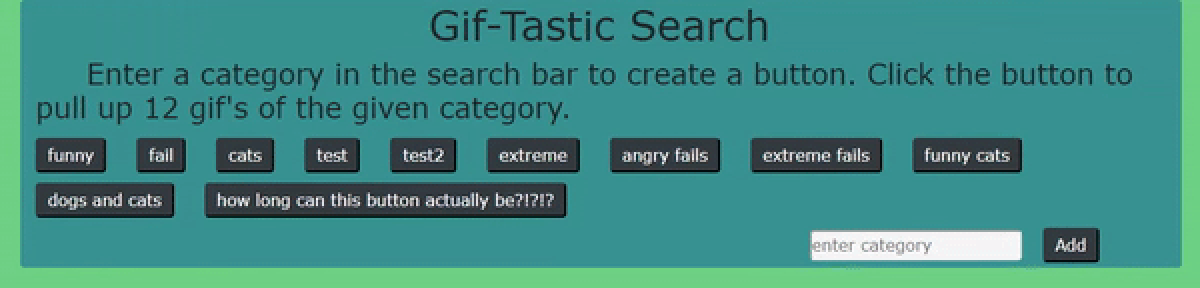 Gif-Tastic Search
Enter a category in the search bar to create a button. Click the button to
pull up 12 gif's of the given category.
funny fail cats test test2 extreme angry fails extreme fails funny cats
dogs and cats how long can this button actually be?!?!?
enter category Add